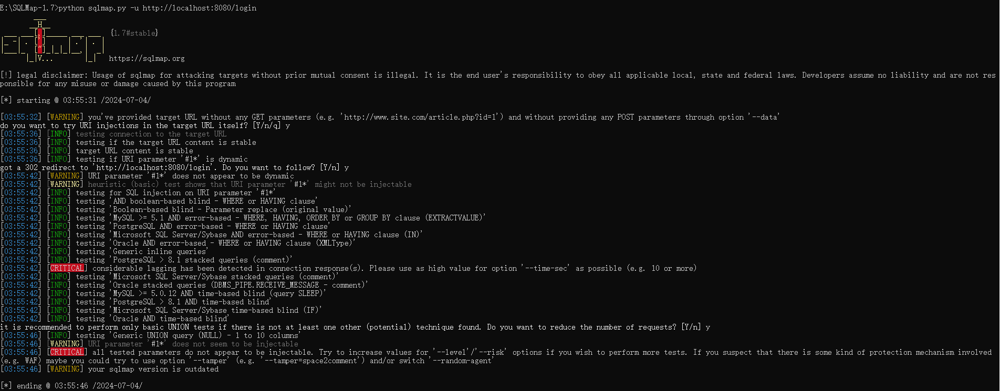 E:\SQLMap-1.7>python sqlmap.py -u http://localhost:8080/login
        ___
       __H__
 ___ ___[,]_____ ___ ___  {1.7#stable}
|_ -| . [,]     | .'| . |
|___|_  ["]_|_|_|__,|  _|
      |_|V...       |_|   https://sqlmap.org
[!] legal disclaimer: Usage of sqlmap for attacking targets without prior mutual consent is illegal. It is the end user's responsibility to obey all applicable local, state and federal laws. Developers assume no liability and are not res
ponsible for any misuse or damage caused by this program
[*] starting @ 03:55:31 /2024-07-04/
[03:55:32] [WARNING] you've provided target URL without any GET parameters (e.g. 'http://www.site.com/article.php?id=1') and without providing any POST parameters through option '--data'
do you want to try URI injections in the target URL itself? [Y/n/q] y
[03:55:36] [INFO] testing connection to the target URL
[03:55:36] [INFO] testing if the target URL content is stable
[03:55:36] [INFO] target URL content is stable
[03:55:36] [INFO] testing if URI parameter '#1*' is dynamic
got a 302 redirect to 'http://localhost:8080/login'. Do you want to follow? [Y/n] y
[03:55:42] [WARNING] URI parameter '#1*' does not appear to be dynamic
[03:55:42] [WARNING] heuristic (basic) test shows that URI parameter '#1*' might not be injectable
[03:55:42] [INFO] testing for SQL injection on URI parameter '#1*'
[03:55:42] [INFO] testing 'AND boolean-based blind - WHERE or HAVING clause'
[03:55:42] [INFO] testing 'Boolean-based blind - Parameter replace (original value)'
[03:55:42] [INFO] testing 'MySQL >= 5.1 AND error-based - WHERE, HAVING, ORDER BY or GROUP BY clause (EXTRACTVALUE)'
[03:55:42] [INFO] testing 'PostgreSQL AND error-based - WHERE or HAVING clause'
[03:55:42] [INFO] testing 'Microsoft SQL Server/Sybase AND error-based - WHERE or HAVING clause (IN)'
[03:55:42] [INFO] testing 'Oracle AND error-based - WHERE or HAVING clause (XMLType)'
[03:55:42] [INFO] testing 'Generic inline queries'
[03:55:42] [INFO] testing 'PostgreSQL > 8.1 stacked queries (comment)'
[03:55:42] [CRITICAL] considerable lagging has been detected in connection response(s). Please use as high value for option '--time-sec' as possible (e.g. 10 or more)
[03:55:42] [INFO] testing 'Microsoft SQL Server/Sybase stacked queries (comment)'
[03:55:42] [INFO] testing 'Oracle stacked queries (DBMS_PIPE.RECEIVE_MESSAGE - comment)'
[03:55:42] [INFO] testing 'MySQL >= 5.0.12 AND time-based blind (query SLEEP)'
[03:55:42] [INFO] testing 'PostgreSQL > 8.1 AND time-based blind'
[03:55:42] [INFO] testing 'Microsoft SQL Server/Sybase time-based blind (IF)'
[03:55:42] [INFO] testing 'Oracle AND time-based blind'
it is recommended to perform only basic UNION tests if there is not at least one other (potential) technique found. Do you want to reduce the number of requests? [Y/n] y
[03:55:46] [INFO] testing 'Generic UNION query (NULL) - 1 to 10 columns'
[03:55:46] [WARNING] URI parameter '#1*' does not seem to be injectable
[03:55:46] [CRITICAL] all tested parameters do not appear to be injectable. Try to increase values for '--level'/'--risk' options if you wish to perform more tests. If you suspect that there is some kind of protection mechanism involved
(e.g. WAF) maybe you could try to use option '--tamper' (e.g. '--tamper=space2comment') and/or switch '--random-agent'
[03:55:46] [WARNING] your sqlmap version is outdated
[*] ending @ 03:55:46 /2024-07-04/